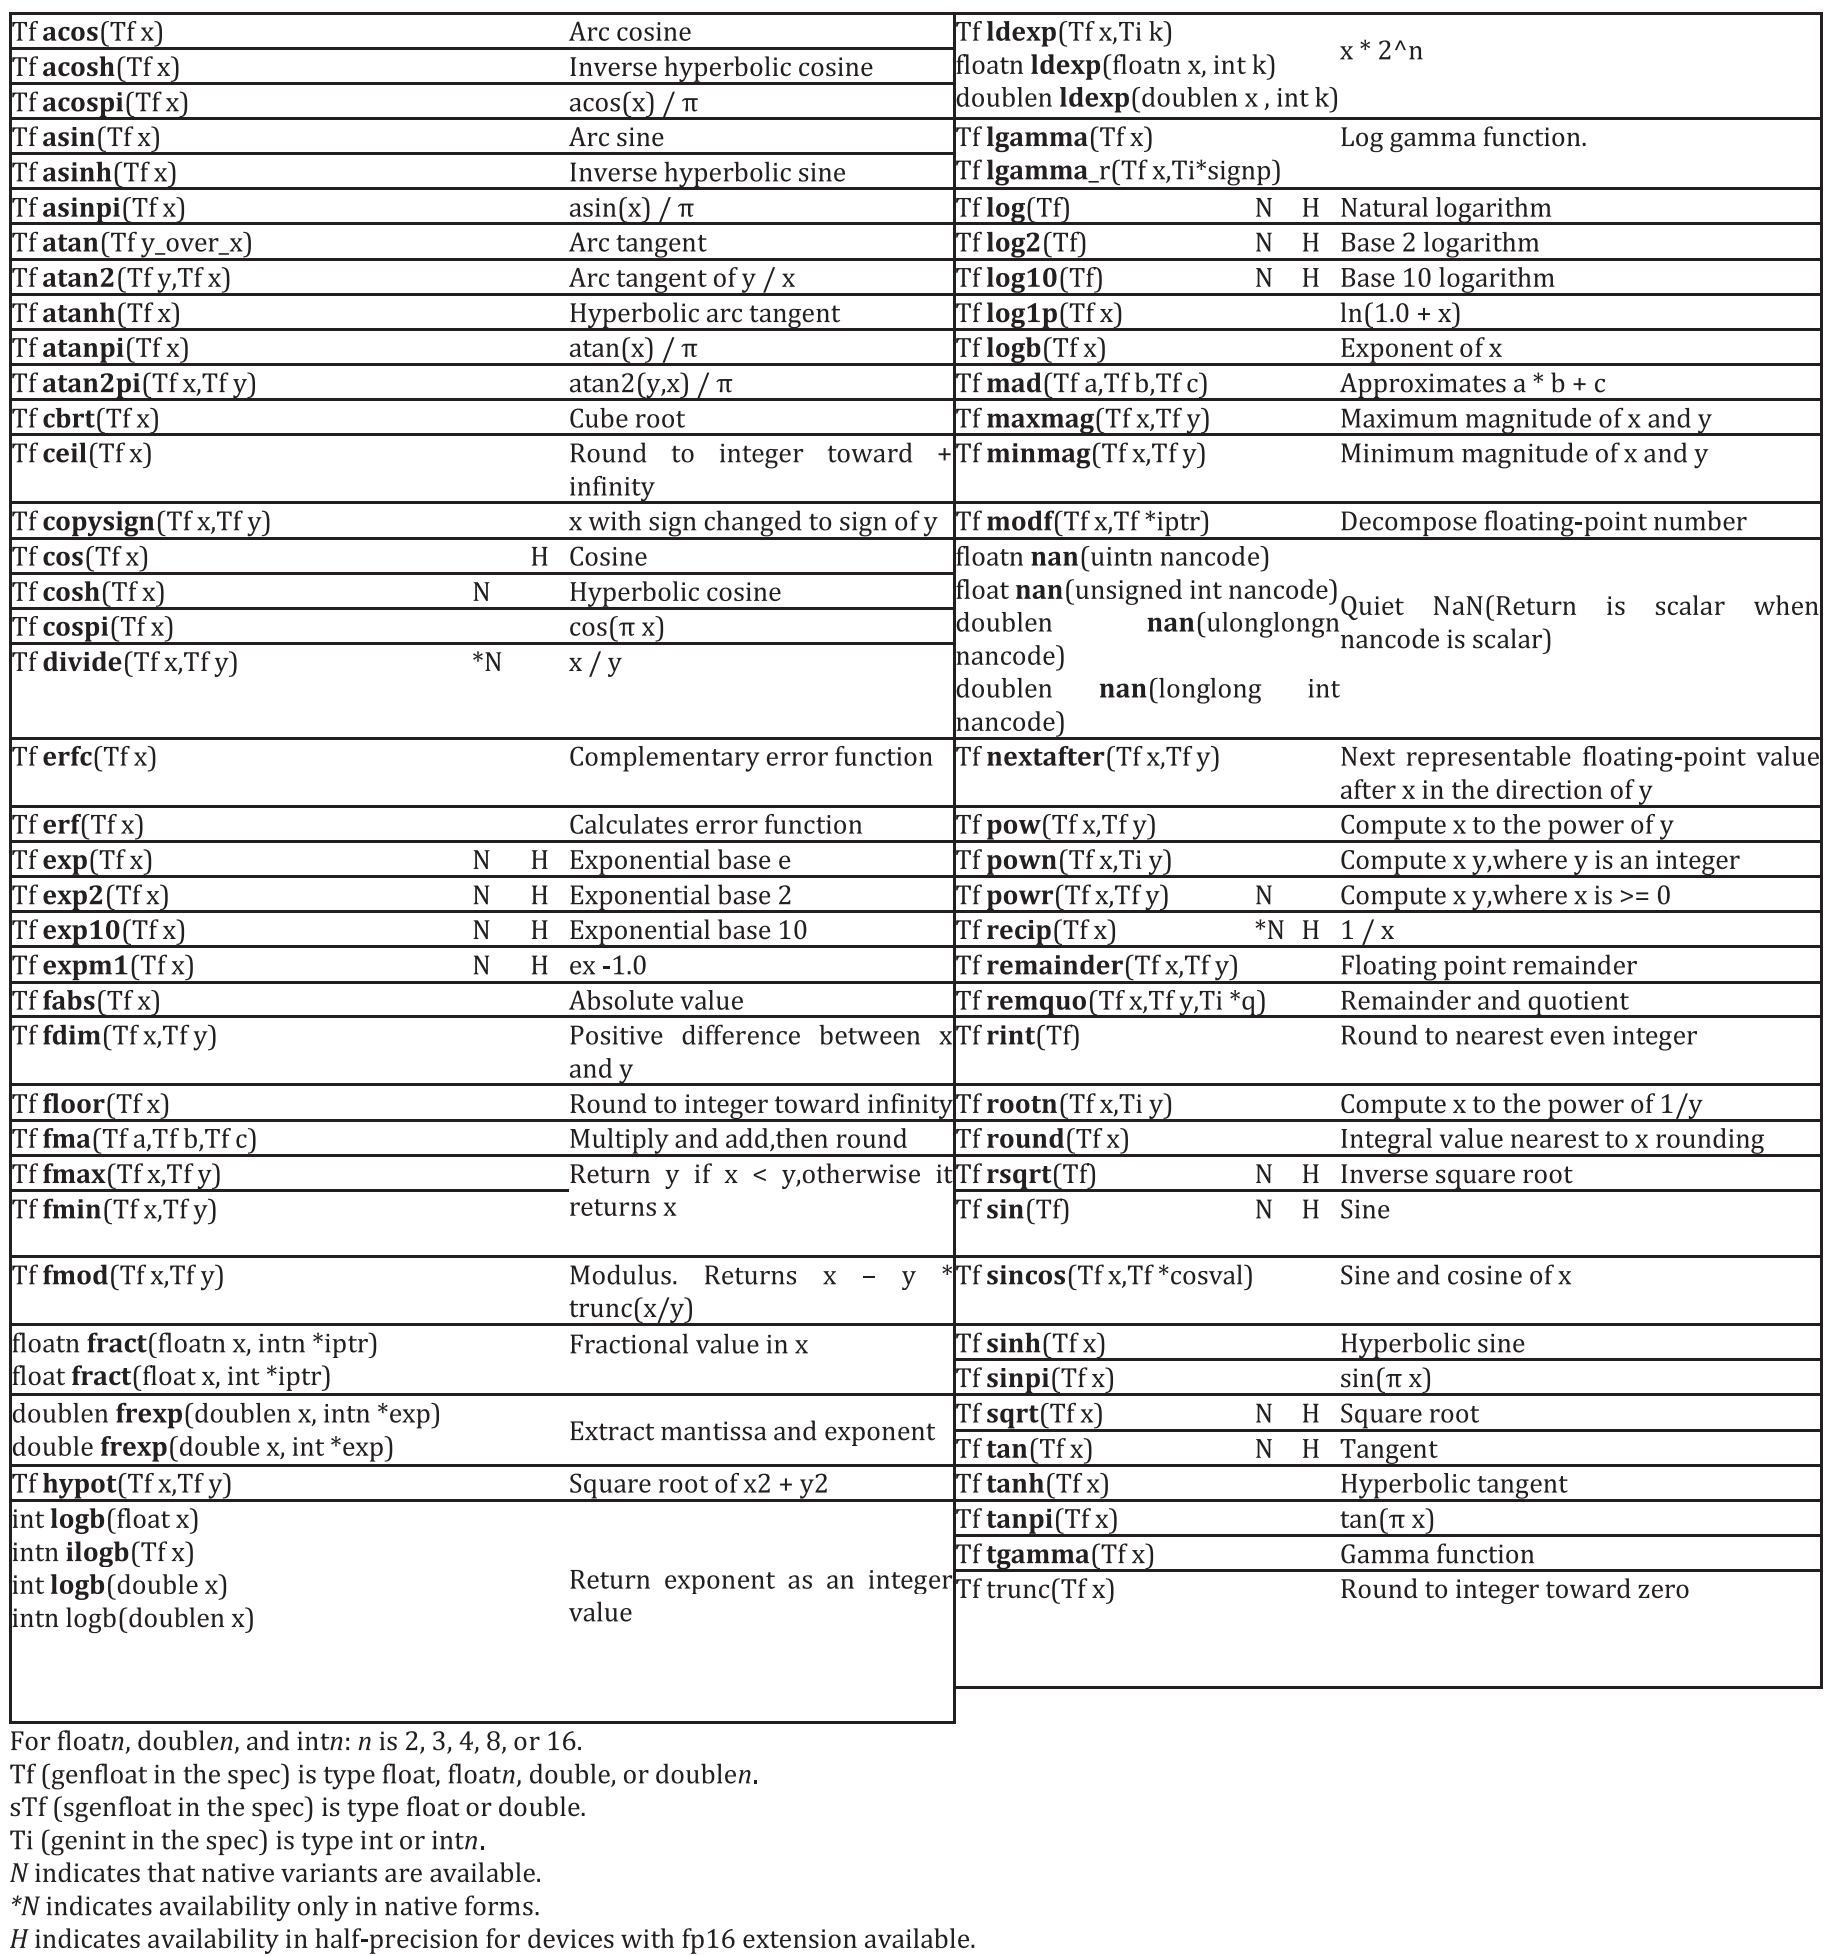 Tf acos(Tf x) Arc cosine
Tf acosh(Tf x) Inverse hyperbolic cosine
Tf acospi(Tf x) acos(x) / π
Tf asin(Tf x) Arc sine
Tf asinh(Tf x) Inverse hyperbolic sine
Tf asinpi(Tf x) asin(x) / π
Tf atan(Tf y_over_x) Arc tangent
Tf atan2(Tf y,Tf x) Arc tangent of y / x
Tf atanh(Tf x) Hyperbolic arc tangent
Tf atanpi(Tf x) atan(x) / π
Tf atan2pi(Tf x,Tf y) atan2(y,x) / π
Tf cbrt(Tf x) Cube root
Tf ceil(Tf x) Round to integer toward +
infinity
Tf copysign(Tf x,Tf y) x with sign changed to sign of y
Tf cos(Tf x) H Cosine
Tf cosh(Tf x) N Hyperbolic cosine
Tf cospi(Tf x) cos(π x)
Tf divide(Tf x,Tf y) *N x / y
Tf erfc(Tf x) Complementary error function
Tf erf(Tf x) Calculates error function
Tf exp(Tf x) N H Exponential base e
Tf exp2(Tf x) N H Exponential base 2
Tf exp10(Tf x) N H Exponential base 10
Tf expm1(Tf x) N H ex -1.0
Tf fabs(Tf x) Absolute value
Tf fdim(Tf x,Tf y) Positive difference between x
and y
Tf floor(Tf x) Round to integer toward infinity
Tf fma(Tf a,Tf b,Tf c) Multiply and add,then round
Tf fmax(Tf x,Tf y) Return y if x < y,otherwise it
Tf fmin(Tf x,Tf y) returns x
Tf fmod(Tf x,Tf y) Modulus. Returns x – y *
trunc(x/y)
floatn fract(floatn x, intn *iptr) Fractional value in x
float fract(float x, int *iptr)
doublen frexp(doublen x, intn *exp)
double frexp(double x, int *exp)
Extract mantissa and exponent
Tf hypot(Tf x,Tf y) Square root of x2 + y2
int logb(float x)
intn ilogb(Tf x)
int logb(double x)
intn logb(doublen x)
Return exponent as an integer
value
Tf ldexp(Tf x,Ti k)
floatn ldexp(floatn x, int k)
doublen ldexp(doublen x , int k)
x * 2^n
Tf lgamma(Tf x) Log gamma function.
Tf lgamma_r(Tf x,Ti*signp)
Tf log(Tf) N H Natural logarithm
Tf log2(Tf) N H Base 2 logarithm
Tf log10(Tf) N H Base 10 logarithm
Tf log1p(Tf x) ln(1.0 + x)
Tf logb(Tf x) Exponent of x
Tf mad(Tf a,Tf b,Tf c) Approximates a * b + c
Tf maxmag(Tf x,Tf y) Maximum magnitude of x and y
Tf minmag(Tf x,Tf y) Minimum magnitude of x and y
Tf modf(Tf x,Tf *iptr) Decompose floating-point number
floatn nan(uintn nancode)
float nan(unsigned int nancode)
doublen nan(ulonglongn
nancode)
doublen nan(longlong int
nancode)
Quiet NaN(Return is scalar when
nancode is scalar)
Tf nextafter(Tf x,Tf y) Next representable floating-point value
after x in the direction of y
Tf pow(Tf x,Tf y) Compute x to the power of y
Tf pown(Tf x,Ti y) Compute x y,where y is an integer
Tf powr(Tf x,Tf y) N Compute x y,where x is >= 0
Tf recip(Tf x) *N H 1 / x
Tf remainder(Tf x,Tf y) Floating point remainder
Tf remquo(Tf x,Tf y,Ti *q) Remainder and quotient
Tf rint(Tf) Round to nearest even integer
Tf rootn(Tf x,Ti y) Compute x to the power of 1/y
Tf round(Tf x) Integral value nearest to x rounding
Tf rsqrt(Tf) N H Inverse square root
Tf sin(Tf) N H Sine
Tf sincos(Tf x,Tf *cosval) Sine and cosine of x
Tf sinh(Tf x) Hyperbolic sine
Tf sinpi(Tf x) sin(π x)
Tf sqrt(Tf x) N H Square root
Tf tan(Tf x) N H Tangent
Tf tanh(Tf x) Hyperbolic tangent
Tf tanpi(Tf x) tan(π x)
Tf tgamma(Tf x) Gamma function
Tf trunc(Tf x) Round to integer toward zero
For floatn, doublen, and intn: n is 2, 3, 4, 8, or 16.
Tf (genfloat in the spec) is type float, floatn, double, or doublen.
sTf (sgenfloat in the spec) is type float or double.
Ti (genint in the spec) is type int or intn.
N indicates that native variants are available.
*N indicates availability only in native forms.
H indicates availability in half-precision for devices with fp16 extension available.